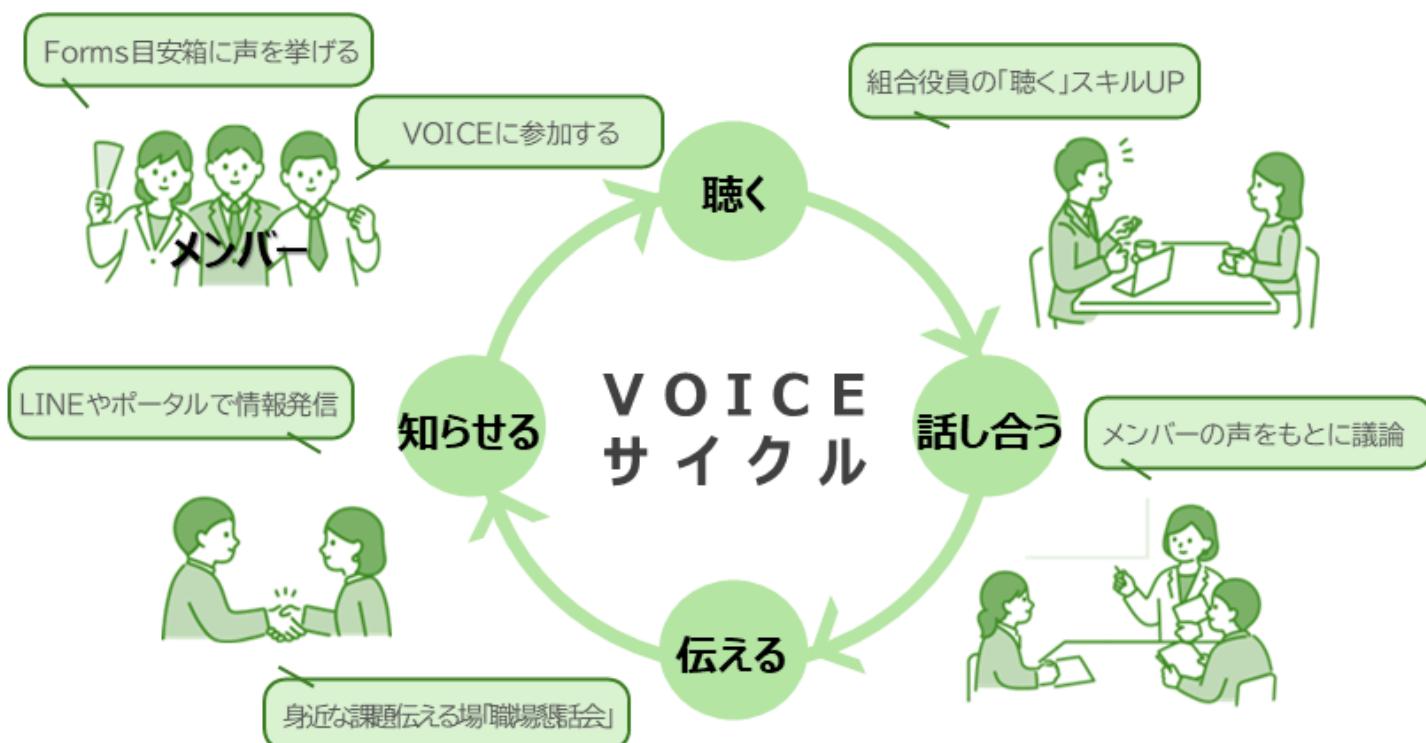 Forms目安箱に声を挙げる
VOICEに参加する
組合役員の「聴く」スキルUP
メンバー
聴く
LINEやポータルで情報発信
知らせる
VOICE
サイクル
話し合う
メンバーの声をもとに議論
伝える
身近な課題伝える場「職場懇話会」